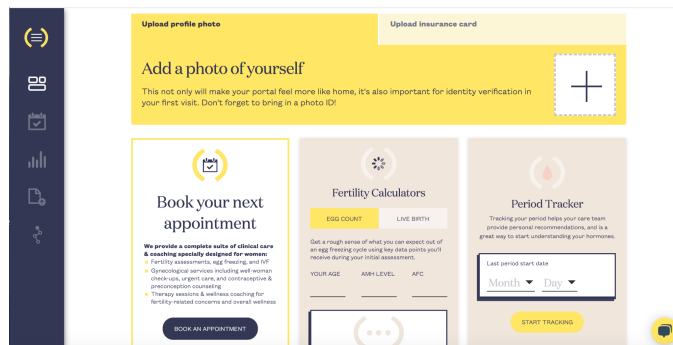 Upload profile photo
Upload insurance card
Add a photo of yourself
This not only will make your portal feel more like home, it's also important for identity verification in
your first visit. Don't forget to bring in a photo ID!
Book your next
appointment
We provide a complete suite of clinical care
& coaching specially designed for women:
Fertility assessments, egg freezing, and IVF
Gynecological services including well-woman
check-ups, urgent care, and contraceptive &
preconception counseling
Therapy sessions & wellness coaching for
fertility-related concerns and overall wellness
BOOK AN APPOINTMENT
Fertility Calculators
EGG COUNT
LIVE BIRTH
Get a rough sense of what you can expect out of
an egg freezing cycle using key data points you'll
receive during your initial assessment.
YOUR AGE
AMH LEVEL
AFC
Period Tracker
Tracking your period helps your care team
provide personal recommendations, and is a
great way to start understanding your hormones.
Last period start date
Month
Day
START TRACKING